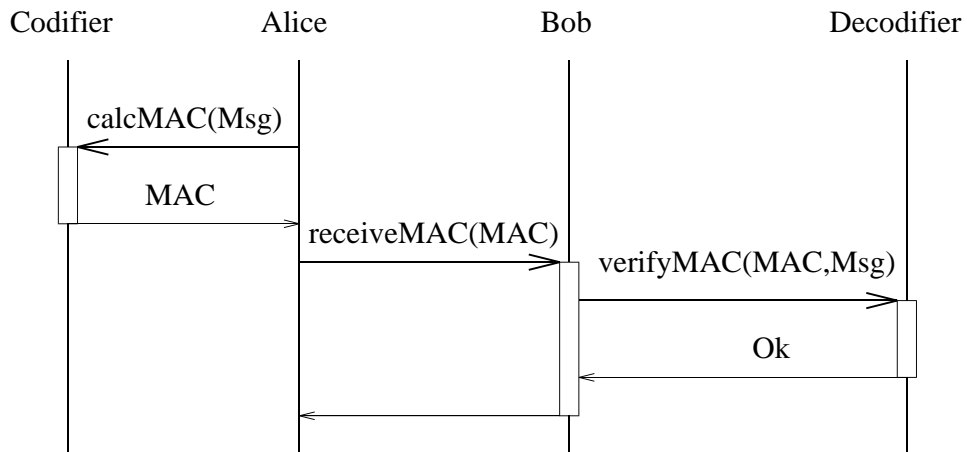 Codifier Alice Bob Decodifier
calcMAC(Msg)
MAC
receiveMAC(MAC)
verifyMAC(MAC,Msg)
Ok